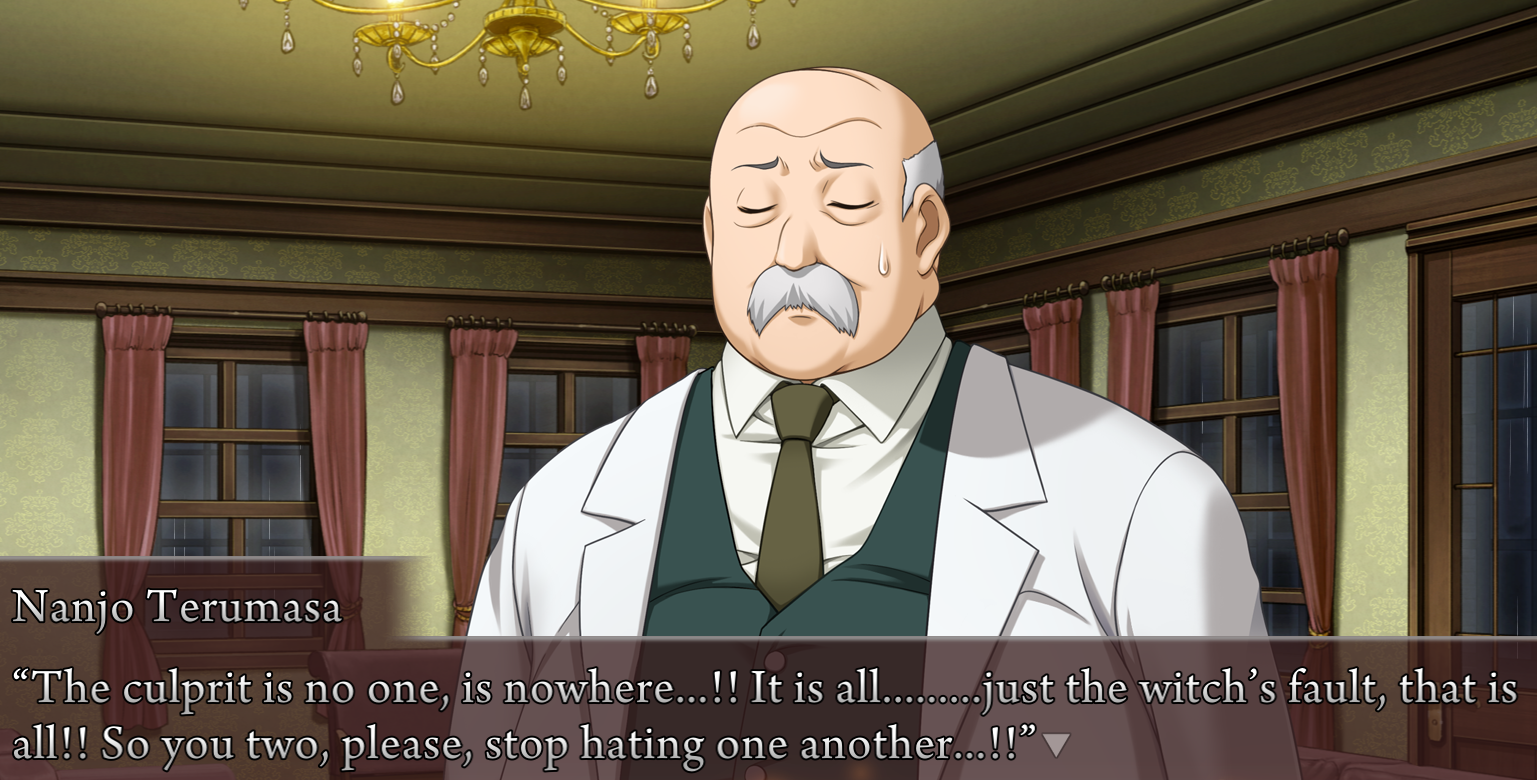 Nanjo Terumasa
“The culprit is no one, is nowhere...!! It is all.........just the witch’s fault, that is
all!! So you two, please, stop hating one another...!!”